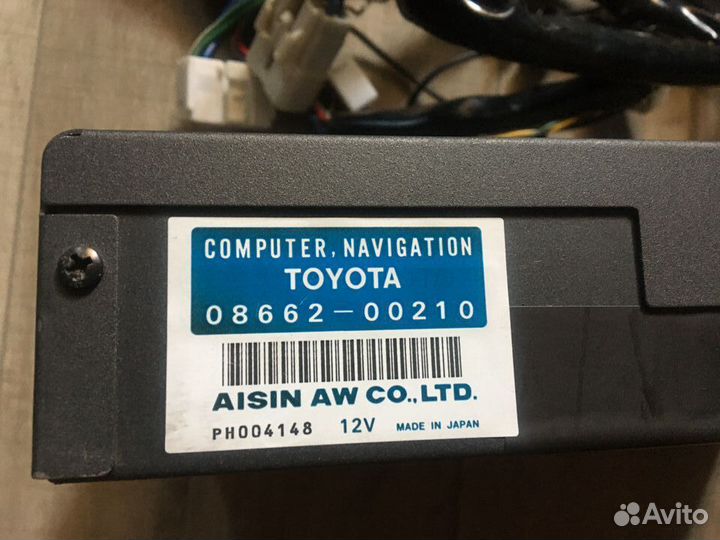 COMPUTER, NAVIGATION
TOYOTA
08662-00210
AISIN AW CO.,LTD.
PH004148 12V MADE IN JAPAN
Avito